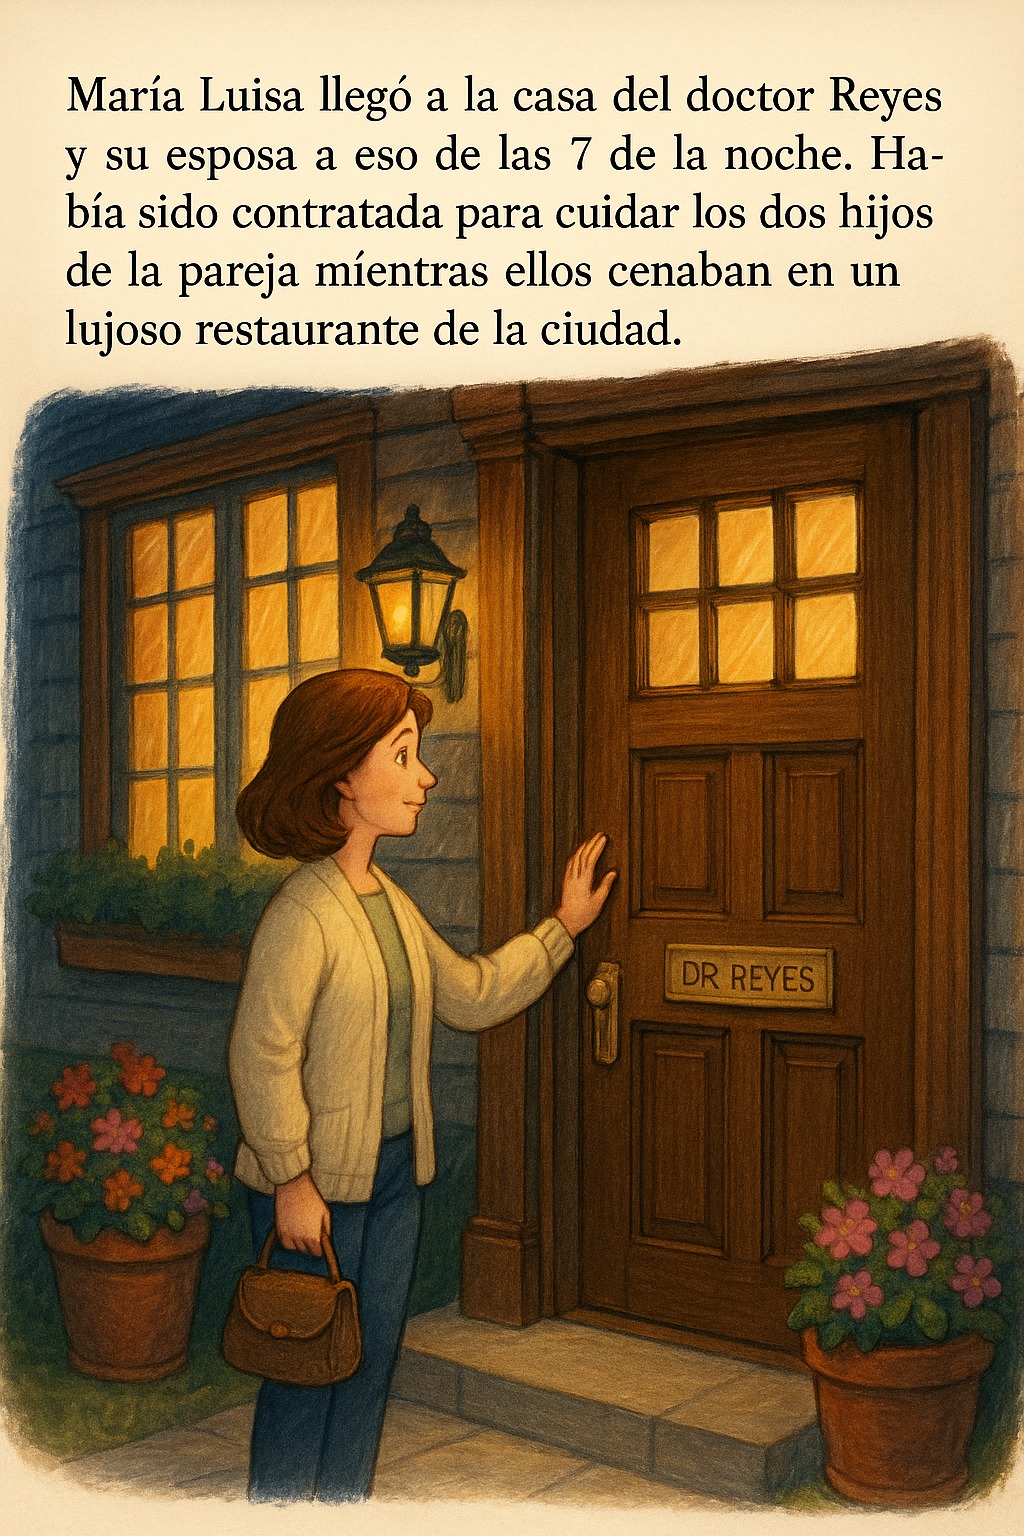 María Luisa llegó a la casa del doctor Reyes
y su esposa a eso de las 7 de la noche. Ha-
bía sido contratada para cuidar los dos hijos
de la pareja míentras ellos cenaban en un
lujoso restaurante de la ciudad.
DR REYES